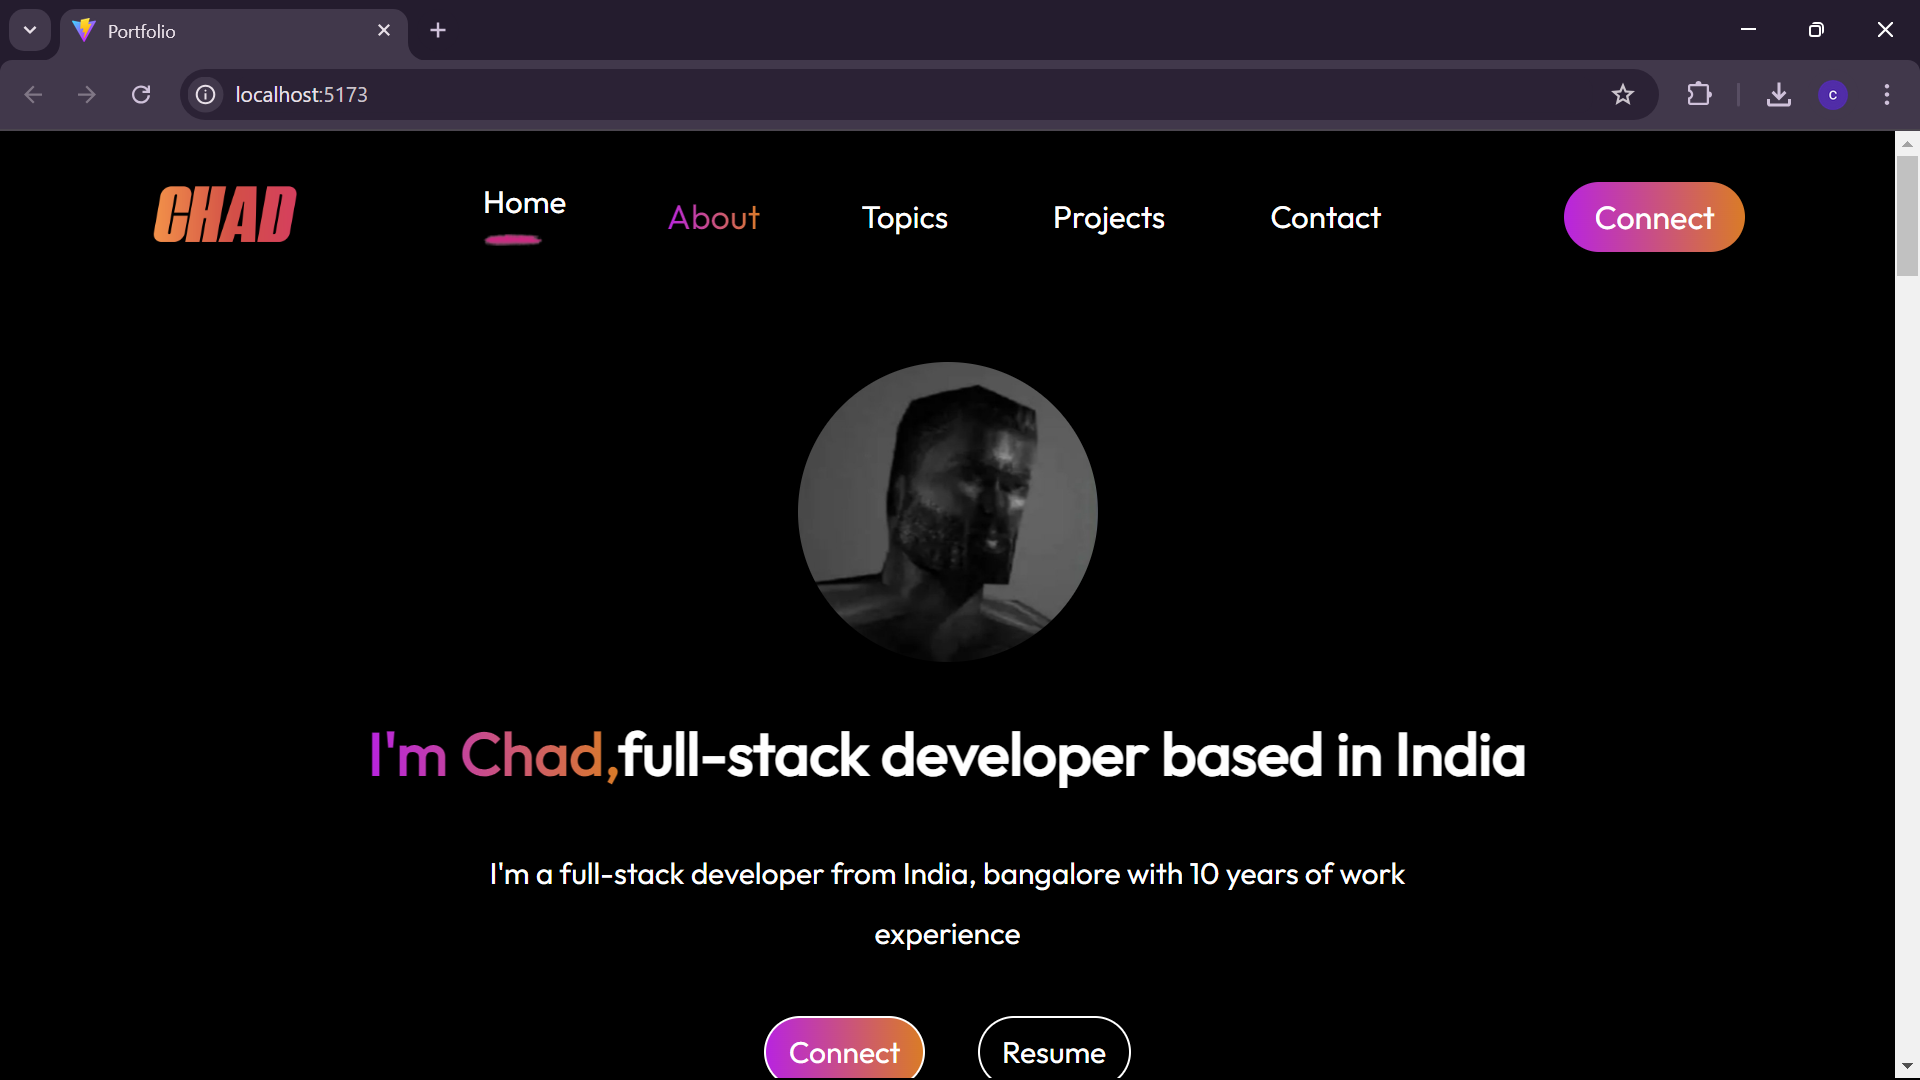 Portfolio
localhost:5173
C
CHAD
Home
About
Topics
Projects
Contact
Connect
I'm Chad,full-stack developer based in India
I'm a full-stack developer from India, bangalore with 10 years of work
experience
Connect
Resume